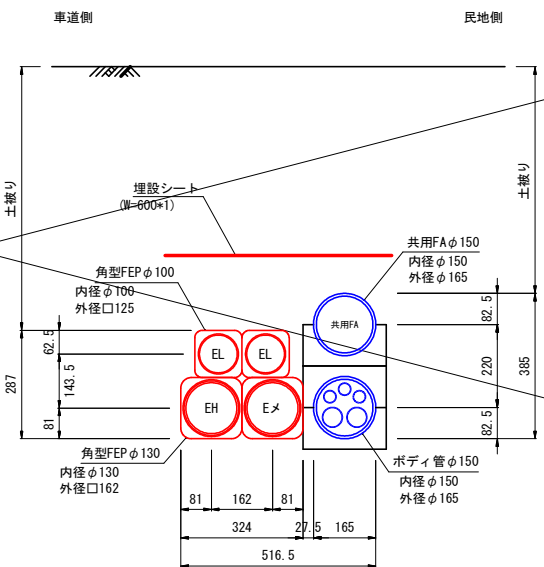 車道側
民地側
土被り
土被り
埋設シート
(W=600*1)
共用FAφ150
内径φ150
外径φ165
角型FEPφ100
内径φ100
外径□125
共用FA
EL
EL
EH
Eメ
62.5
143.5
81
287
82.5
220
82.5
385
角型FEPφ130
内径φ130
外径□162
ボディ管φ150
内径φ150
外径φ165
81
162
81
324
27.5
165
516.5